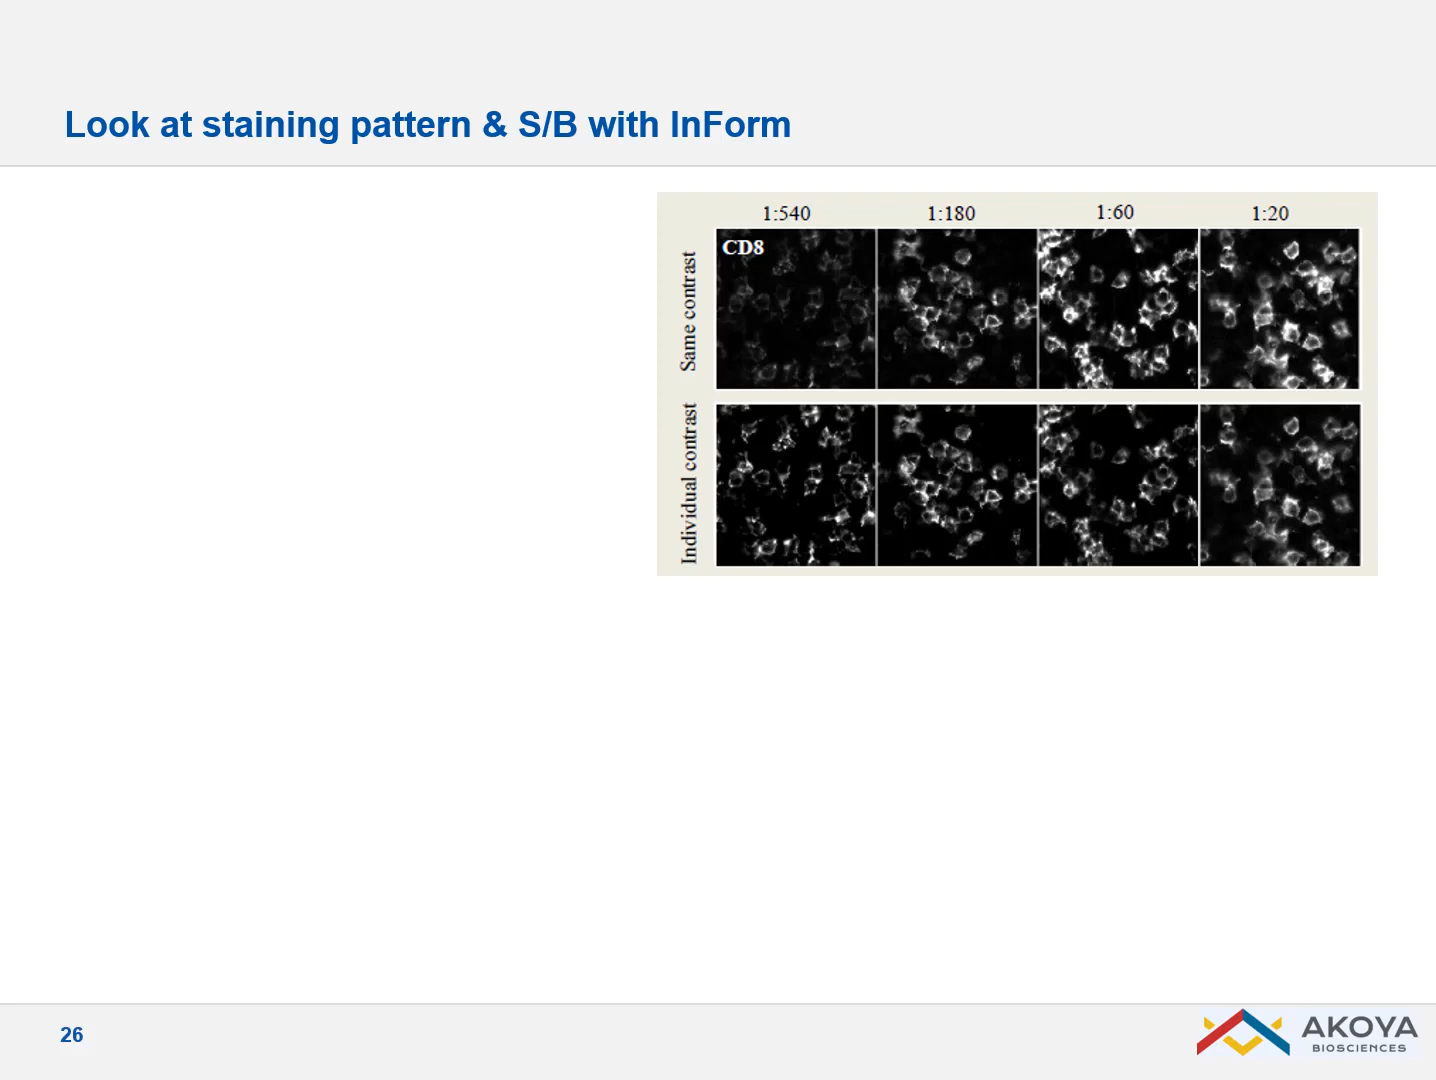 Look at staining pattern & S/B with InForm
1:540 1:180 1:60 1:20
Same contrast
CD8
Individual contrast
26
AKOYA
BIOSCIENCES